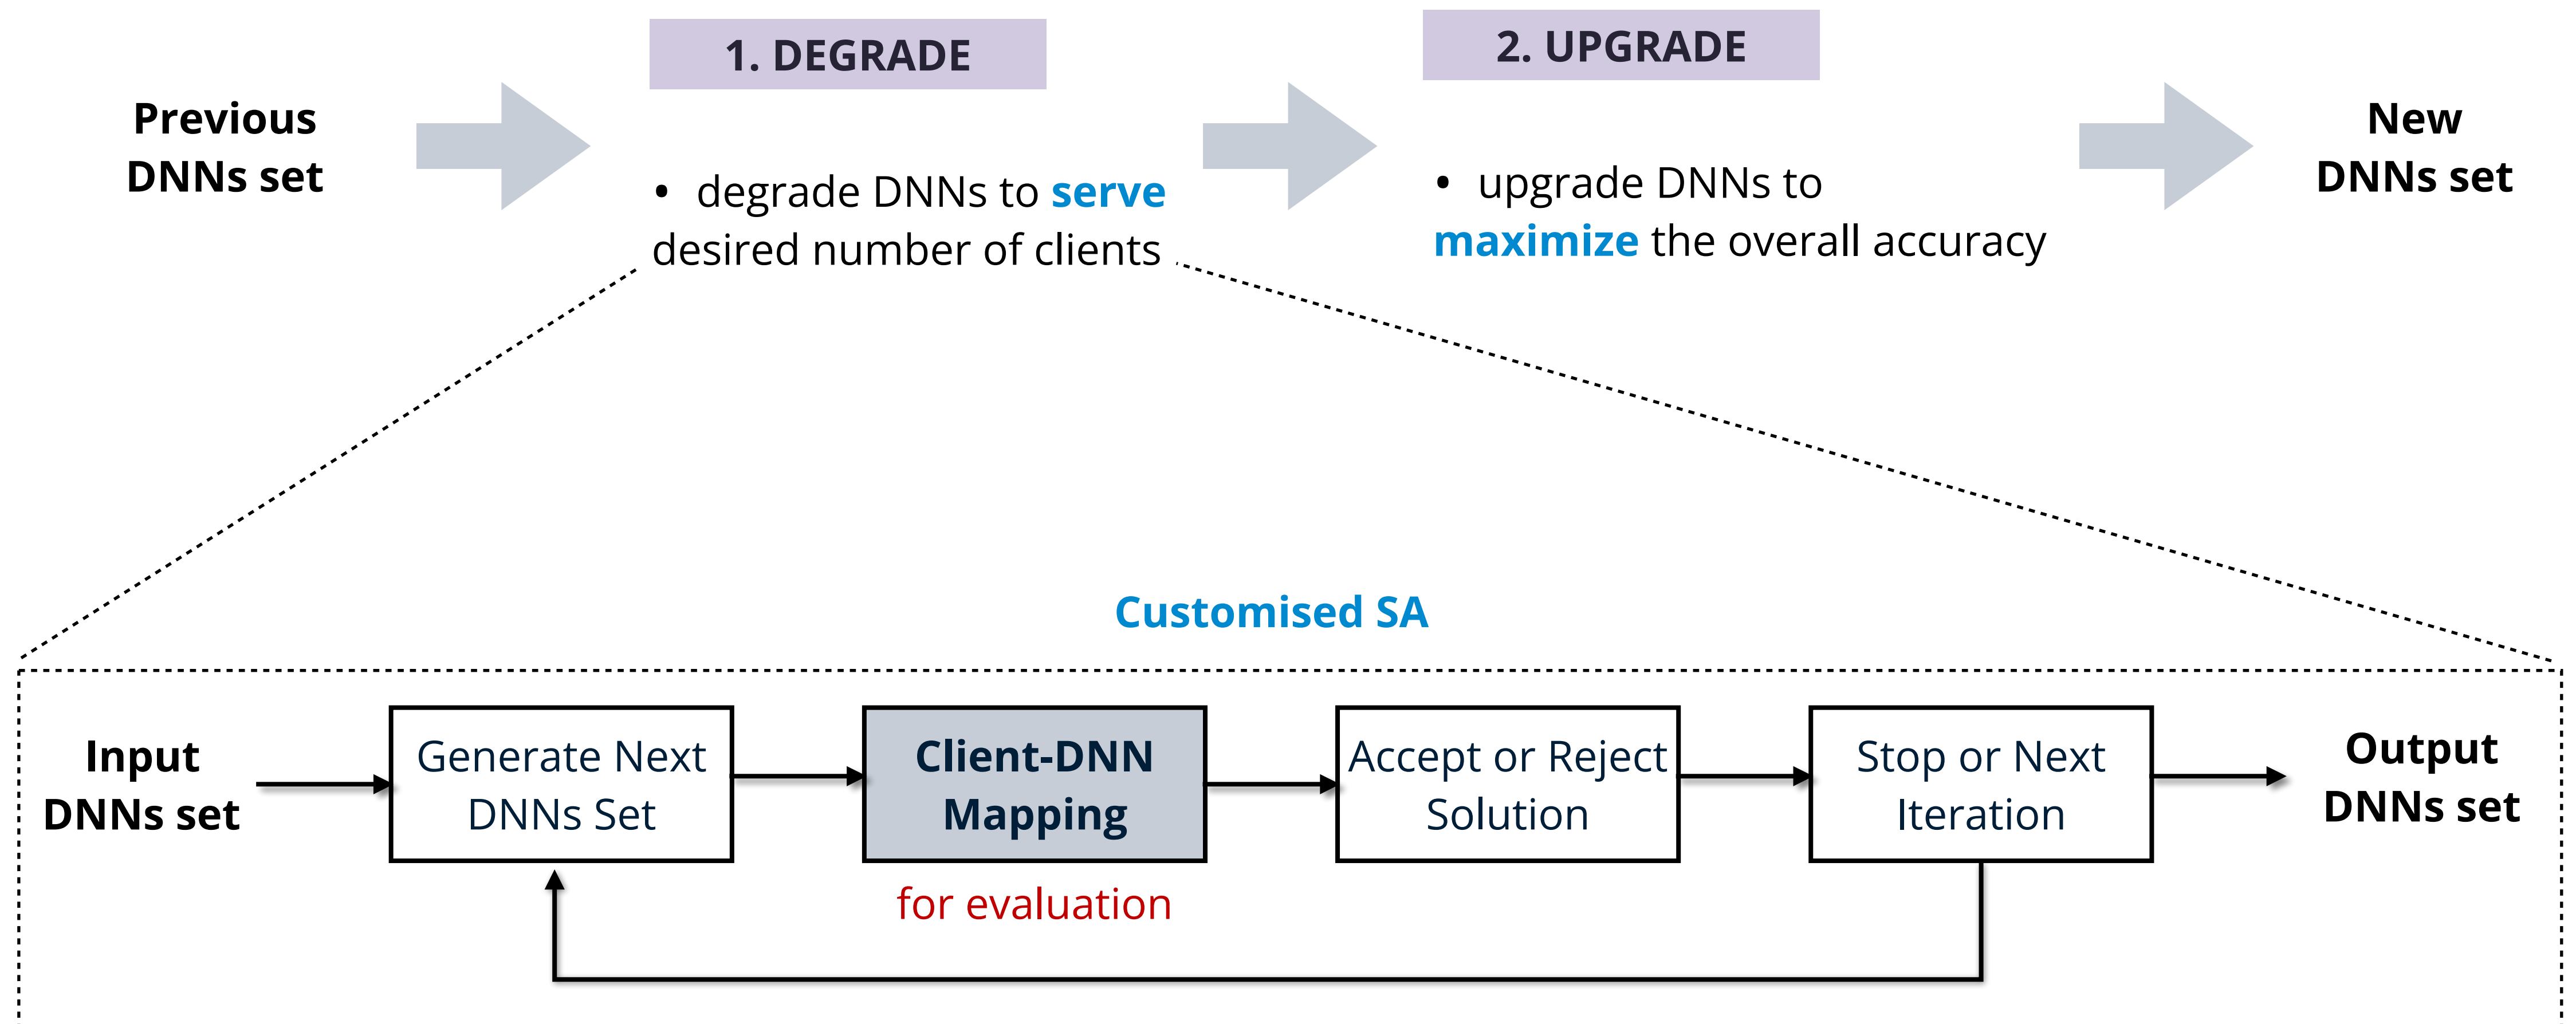 1. DEGRADE
2. UPGRADE
Previous
DNNs set
• degrade DNNs to serve
desired number of clients
• upgrade DNNs to
maximize the overall accuracy
New
DNNs set
Customised SA
Input
DNNs set
Generate Next
DNNs Set
Client-DNN
Mapping
for evaluation
Accept or Reject
Solution
Stop or Next
Iteration
Output
DNNs set